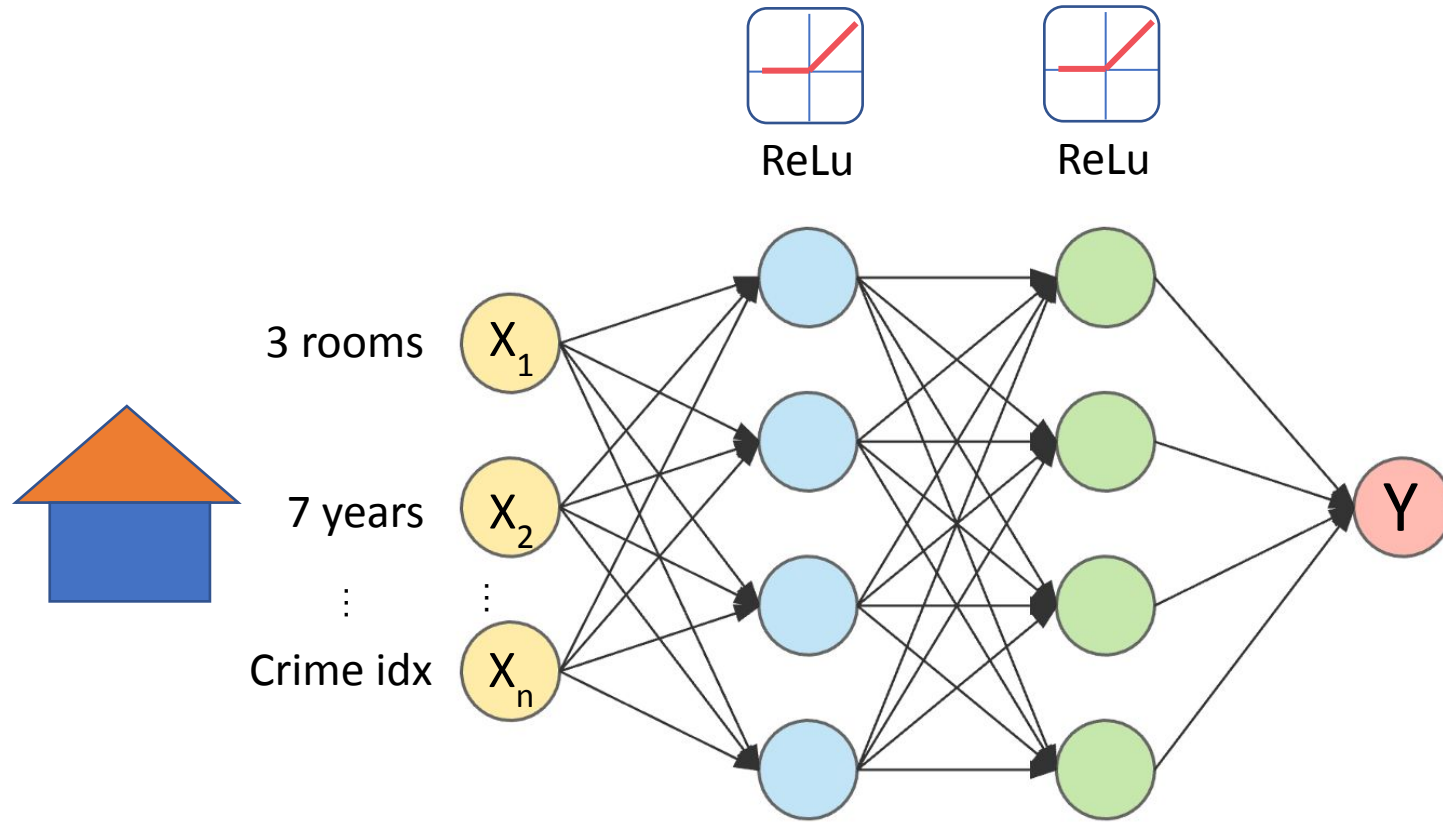 ReLu
ReLu
3 rooms
X1
7 years
X2
⋮
⋮
Crime idx
Xn
Y